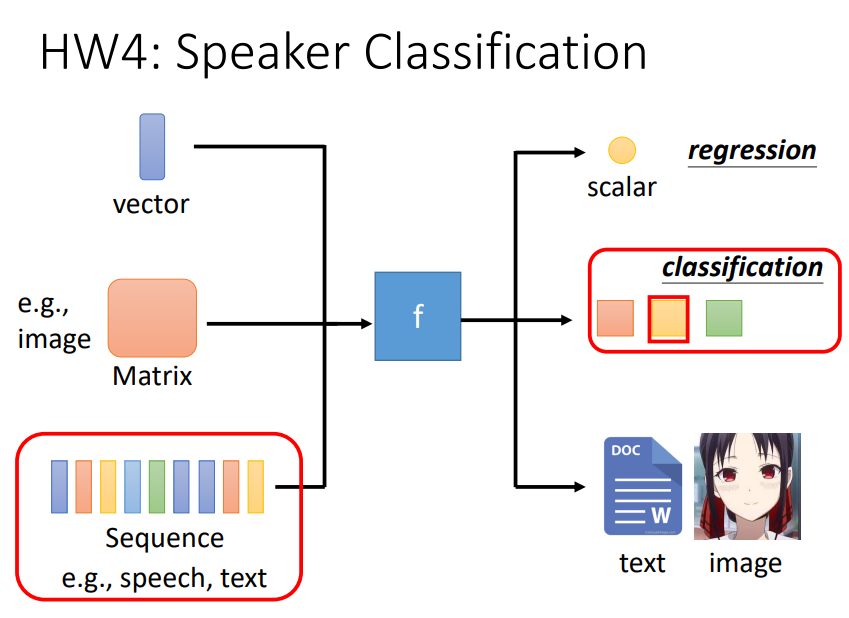 HW4: Speaker Classification
vector
e.g.,
image
Matrix
Sequence
e.g., speech, text
f
scalar
regression
classification
DOC
W
text
image